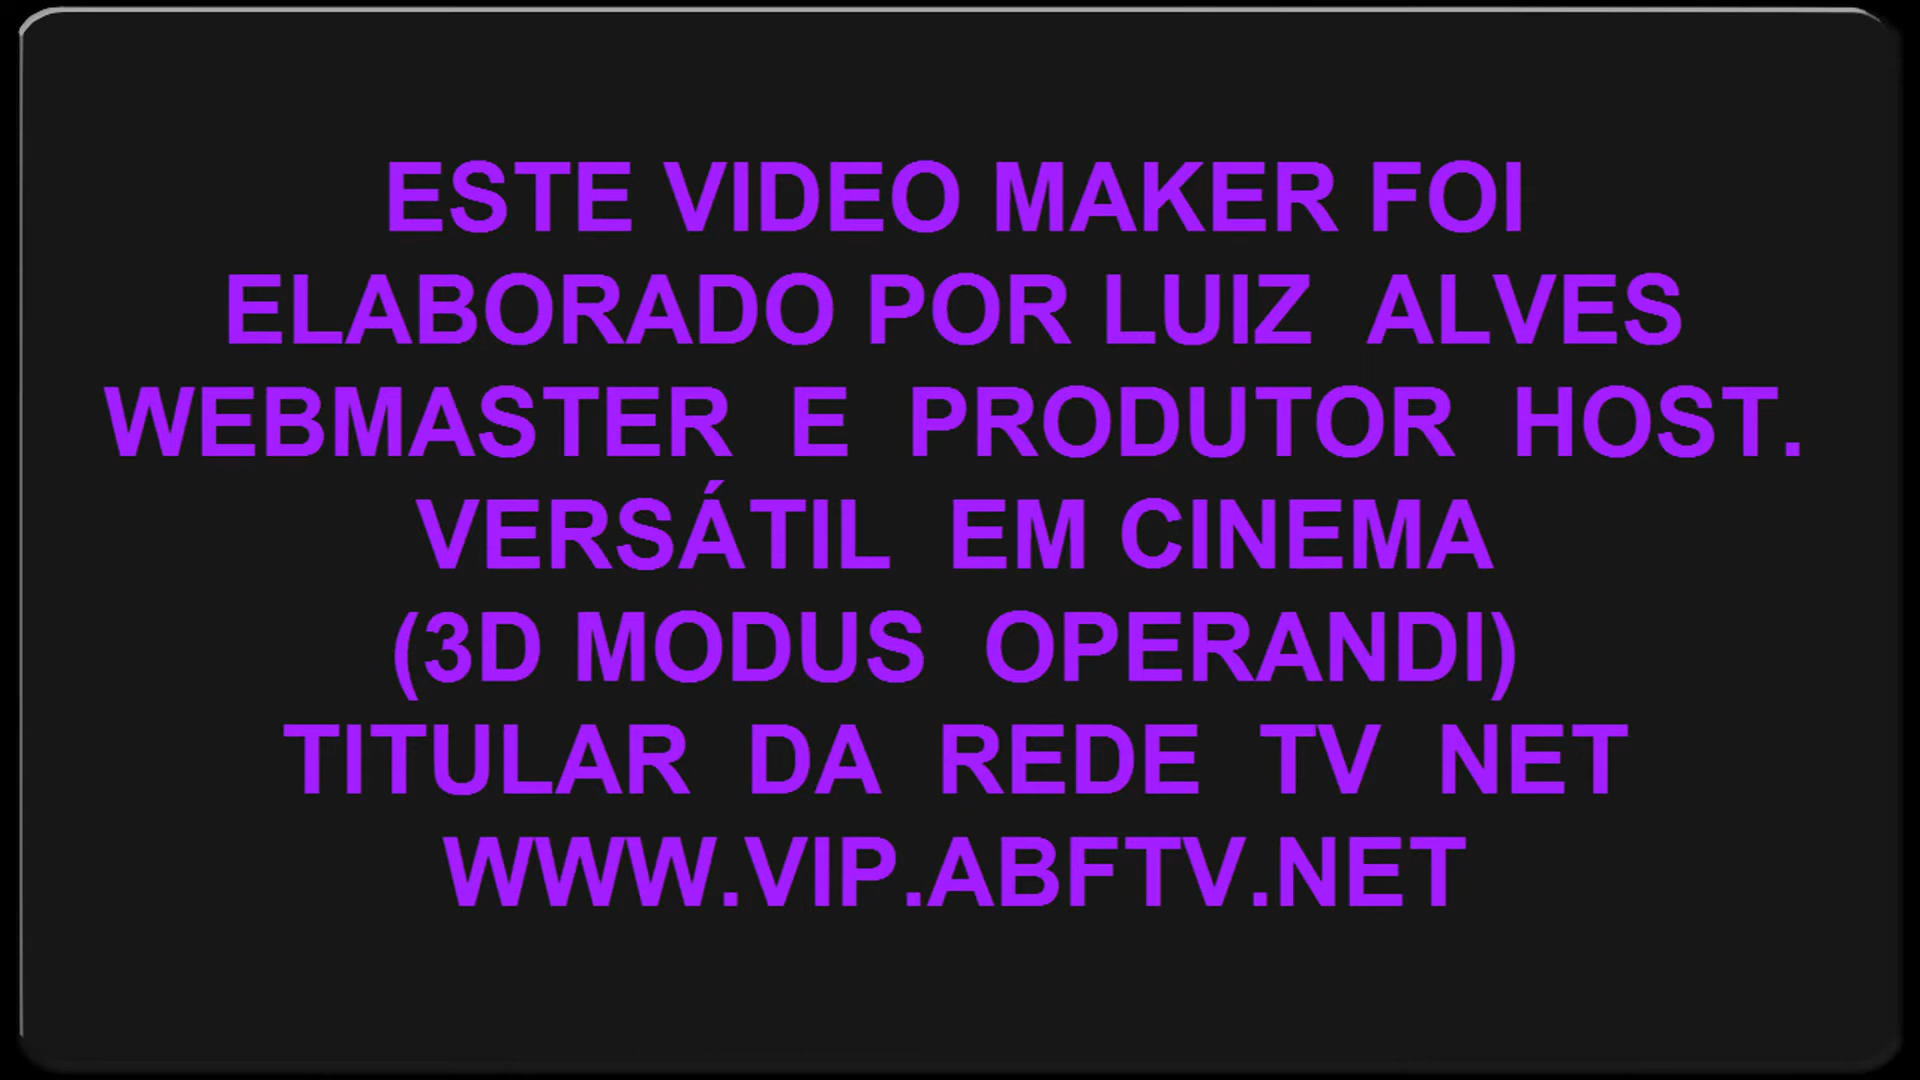 ESTE VIDEO MAKER FOI
ELABORADO POR LUIZ ALVES
WEBMASTER E PRODUTOR HOST.
VERSÁTIL EM CINEMA
(3D MODUS OPERANDI)
TITULAR DA REDE TV NET
WWW.VIP.ABFTV.NET